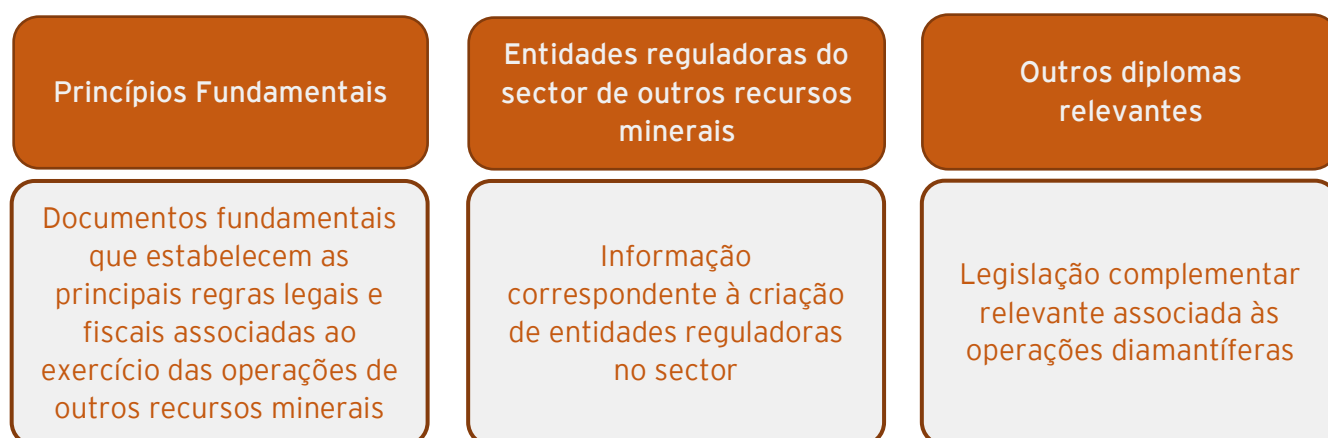 Princípios Fundamentais
Documentos fundamentais
que estabelecem as
principais regras legais e
fiscais associadas ao
exercício das operações de
outros recursos minerais
Entidades reguladoras do
sector de outros recursos
minerais
Informação
correspondente à criação
de entidades reguladoras
no sector
Outros diplomas
relevantes
Legislação complementar
relevante associada às
operações diamantíferas